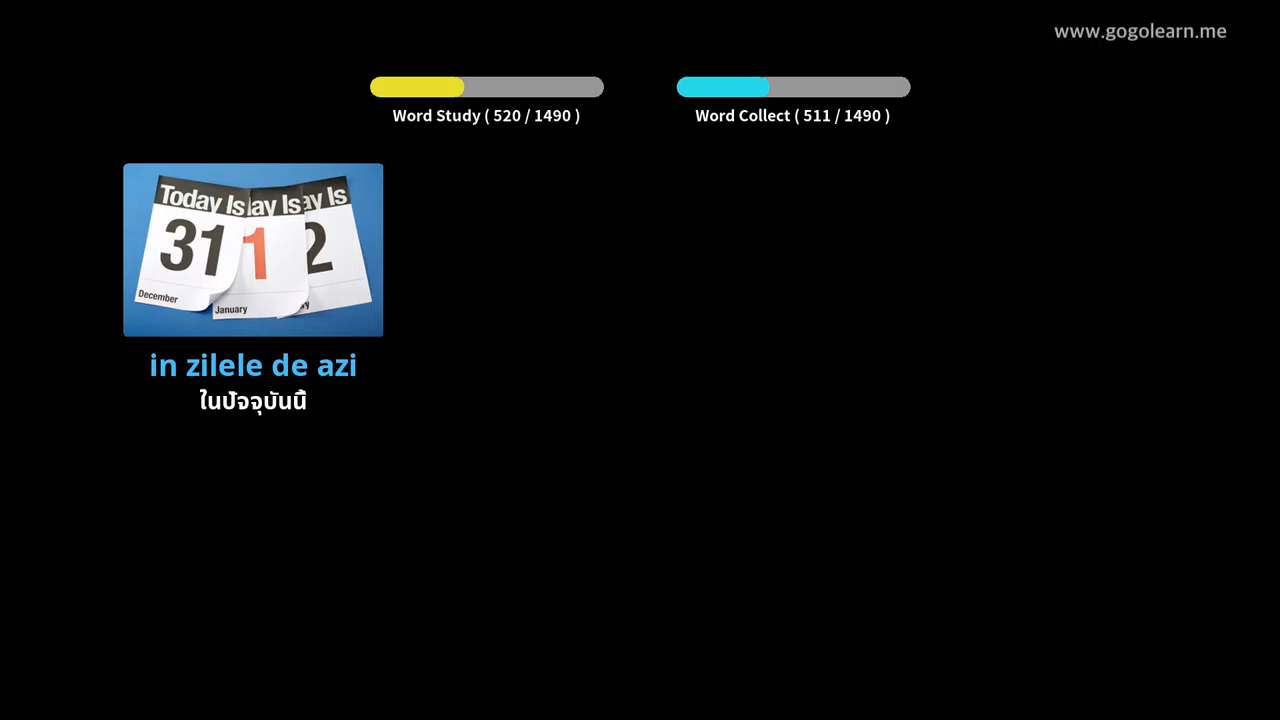 www.gogolearn.me
Word Study ( 520 / 1490 )
Word Collect ( 511 / 1490 )
Today Is
31
December
ay Is
1
January
ay Is
2
ry
in zilele de azi
ในปัจจุบันนี้